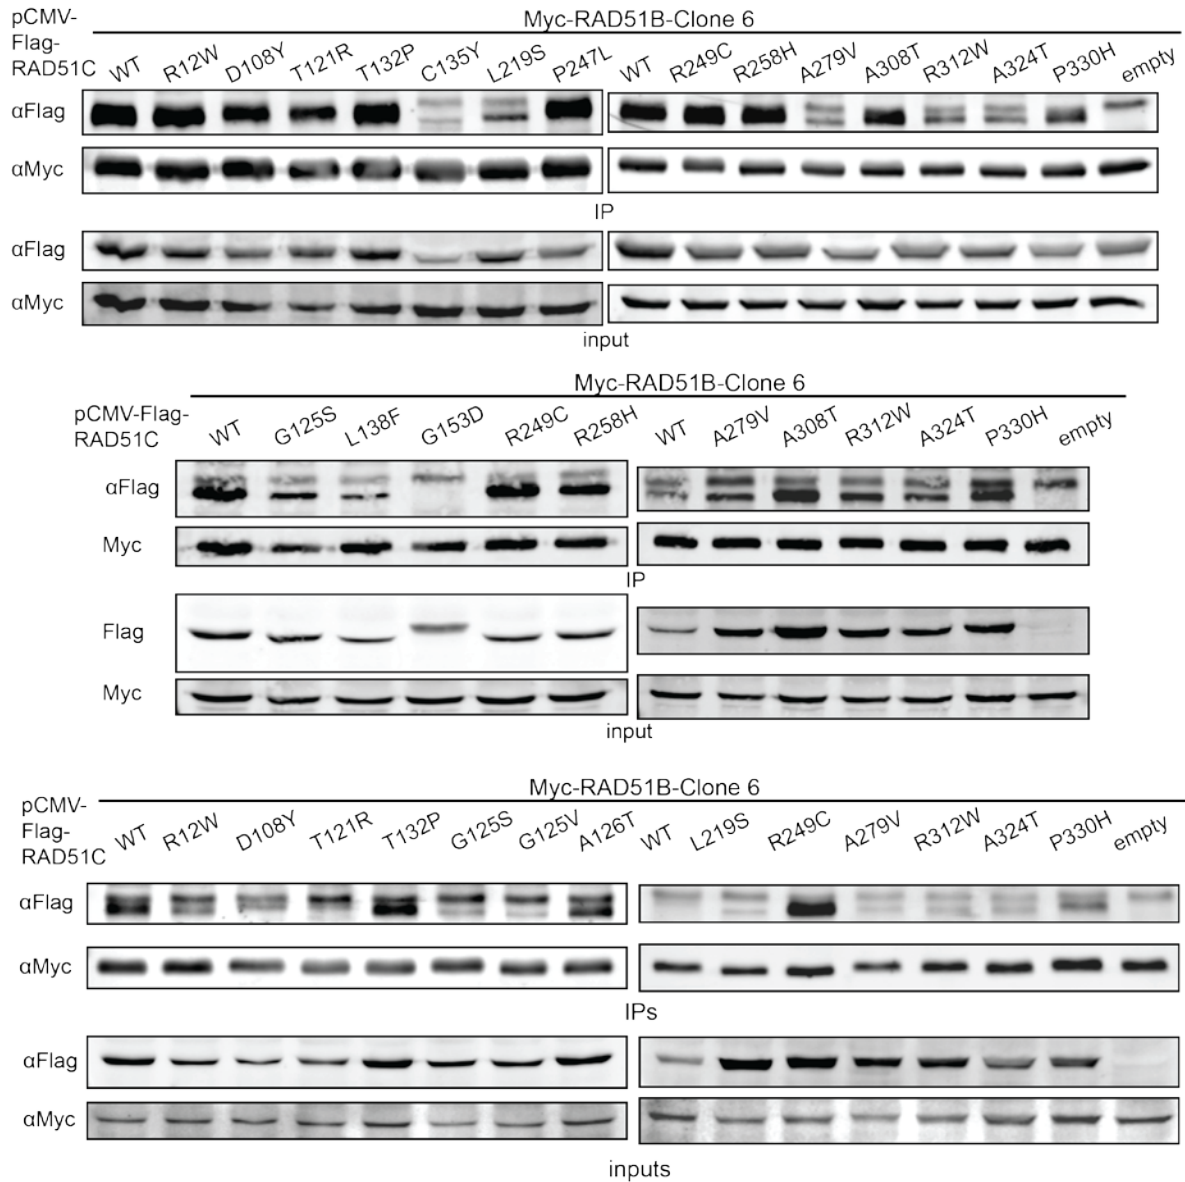 pCMV-
Flag-
RAD51C
Myc-RAD51B-Clone 6
WT R12W D108Y T121R T132P C135Y L219S P247L WT R249C R258H A279V A308T R312W A324T P330H empty
αFlag
αMyc
IP
αFlag
αMyc
input
Myc-RAD51B-Clone 6
pCMV-Flag-
RAD51C
WT G125S L138F G153D R249C R258H WT A279V A308T R312W A324T P330H empty
αFlag
Myc
IP
Flag
Myc
input
Myc-RAD51B-Clone 6
pCMV-
Flag-
RAD51C
WT R12W D108Y T121R T132P G125S G125V A126T WT L219S R249C A279V R312W A324T P330H empty
αFlag
αMyc
IPs
αFlag
αMyc
inputs